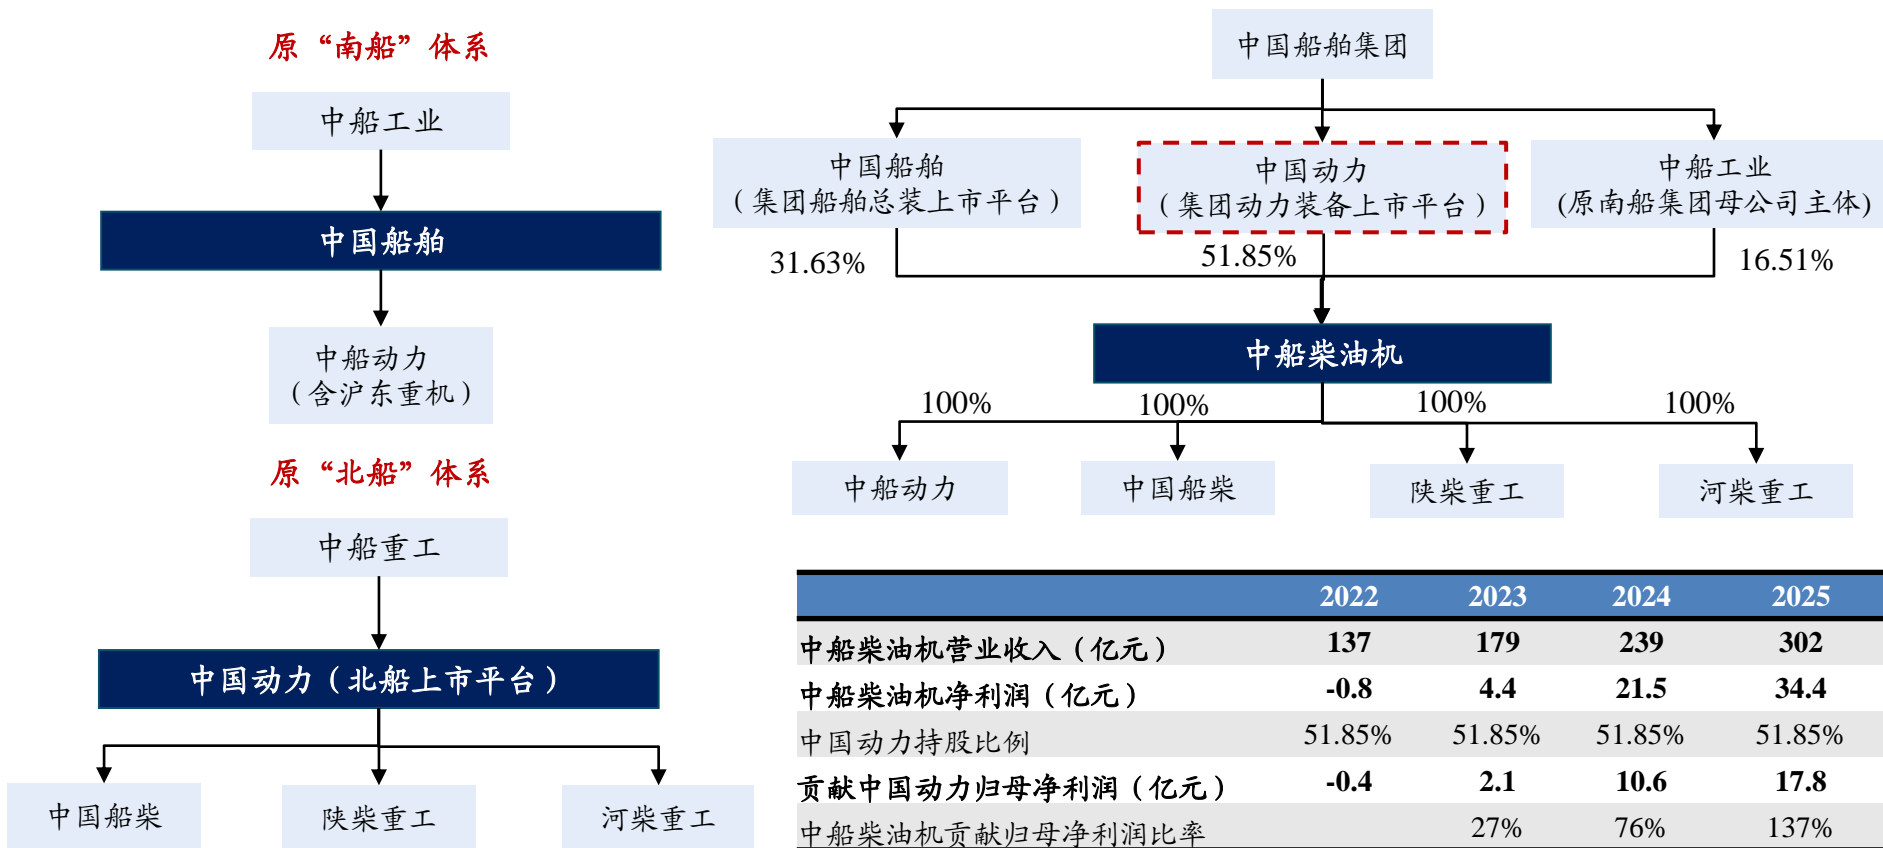 原“南船”体系
中船工业
中国船舶
中船动力
（含沪东重机）
原“北船”体系
中船重工
中国动力（北船上市平台）
中国船柴
陕柴重工
河柴重工
中国船舶集团
中国船舶
（集团船舶总装上市平台）
中国动力
（集团动力装备上市平台）
中船工业
(原南船集团母公司主体)
31.63%
51.85%
16.51%
中船柴油机
100%
100%
100%
100%
中船动力
中国船柴
陕柴重工
河柴重工
2022 2023 2024 2025
中船柴油机营业收入（亿元） 137 179 239 302
中船柴油机净利润（亿元） -0.8 4.4 21.5 34.4
中国动力持股比例 51.85% 51.85% 51.85% 51.85%
贡献中国动力归母净利润（亿元） -0.4 2.1 10.6 17.8
中船柴油机贡献归母净利润比率 27% 76% 137%